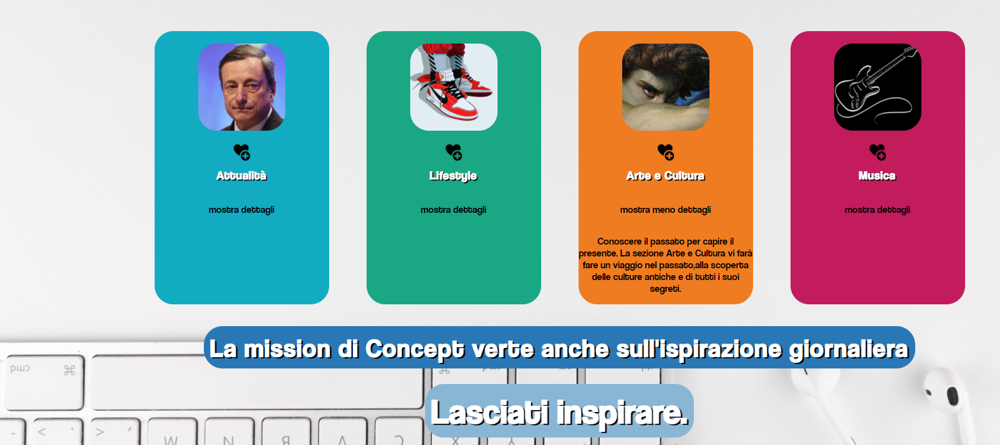 Attualità
Lifestyle
Arte e Cultura
Musica
mostra dettagli
mostra dettagli
mostra meno dettagli
mostra dettagli
Conoscere il passato per capire il
presente. La sezione Arte e Cultura vi farà
fare un viaggio nel passato,alla scoperta
delle culture antiche e di tutti i suoi
segreti.
La mission di Concept verte anche sull'ispirazione giornaliera
cmd ⌘
⌘
Lasciati inspirare.
- > . > ,
W N B V C X